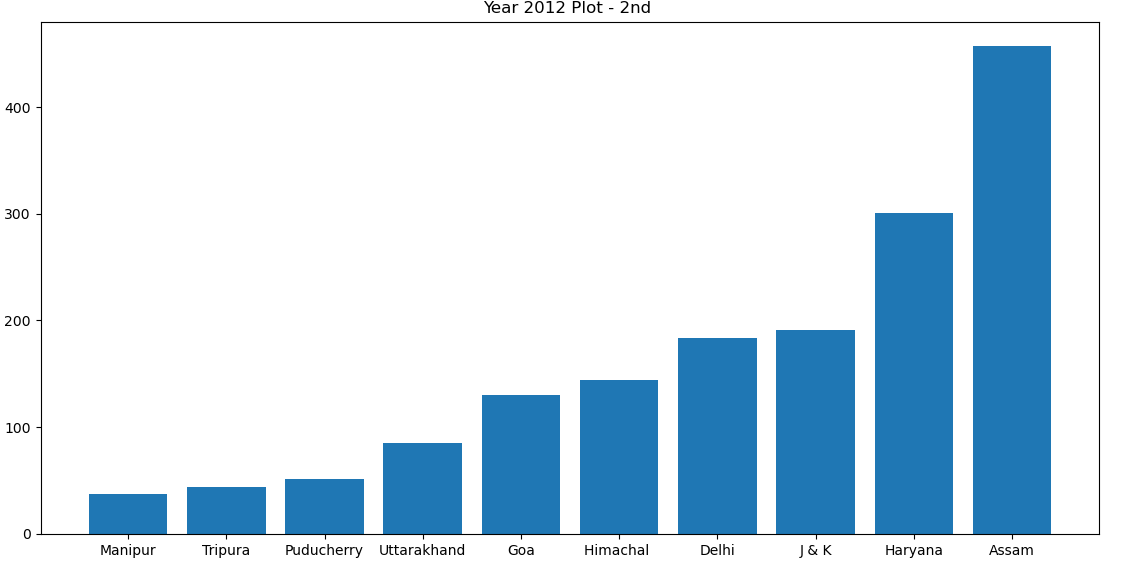 Year 2012 Plot - 2nd
400
300
200
100
0
Manipur Tripura Puducherry Uttarakhand Goa Himachal Delhi J & K Haryana Assam